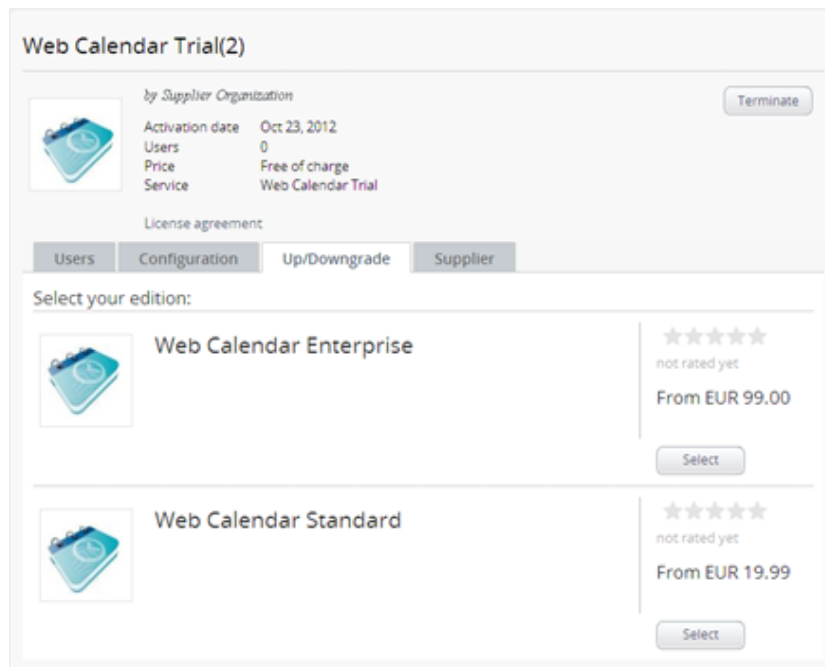 Web Calendar Trial(2)
by Supplier Organization
Terminate
Activation date Oct 23, 2012
Users 0
Price Free of charge
Service Web Calendar Trial
License agreement
Users Configuration Up/Downgrade Supplier
Select your edition:
Web Calendar Enterprise
not rated yet
From EUR 99.00
Select
Web Calendar Standard
not rated yet
From EUR 19.99
Select